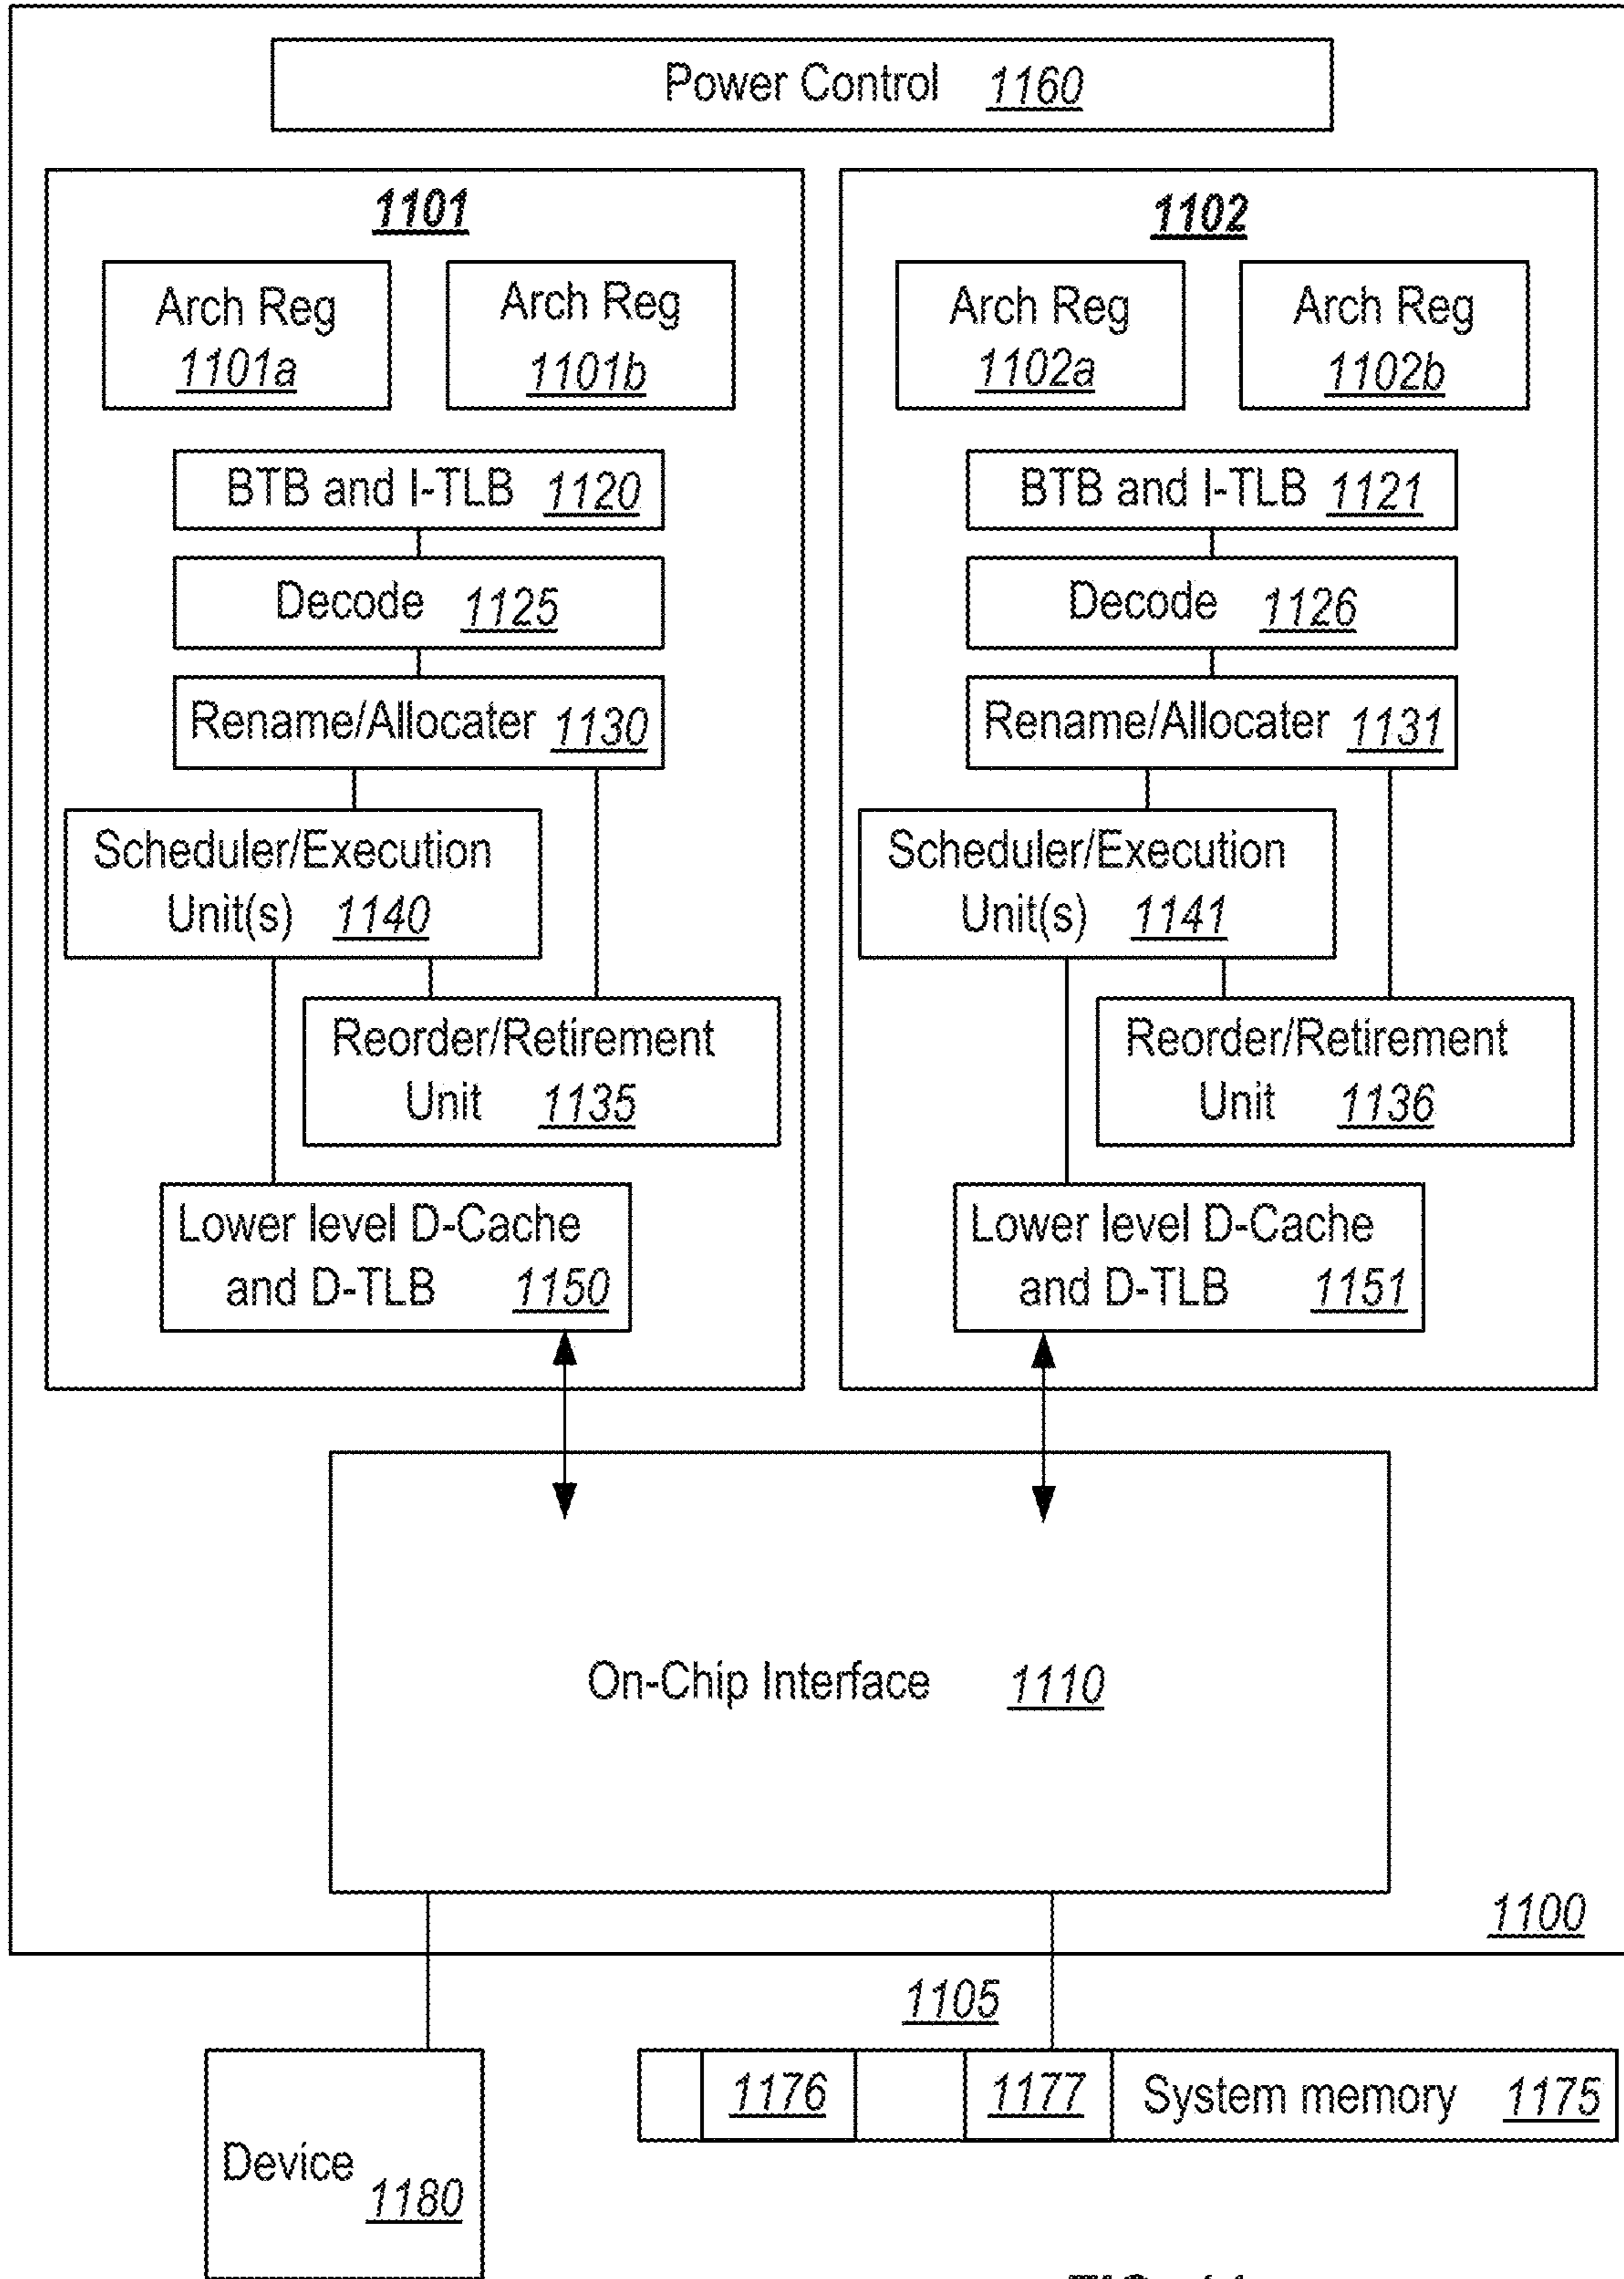 Power Control 1160
1101
Arch Reg
1101a
Arch Reg
1101b
BTB and I-TLB 1120
Decode 1125
Rename/Allocater 1130
Scheduler/Execution
Unit(s) 1140
Reorder/Retirement
Unit 1135
Lower level D-Cache
and D-TLB 1150
1102
Arch Reg
1102a
Arch Reg
1102b
BTB and I-TLB 1121
Decode 1126
Rename/Allocater 1131
Scheduler/Execution
Unit(s) 1141
Reorder/Retirement
Unit 1136
Lower level D-Cache
and D-TLB 1151
On-Chip Interface 1110
1100
1105
1176
1177
System memory 1175
Device 1180